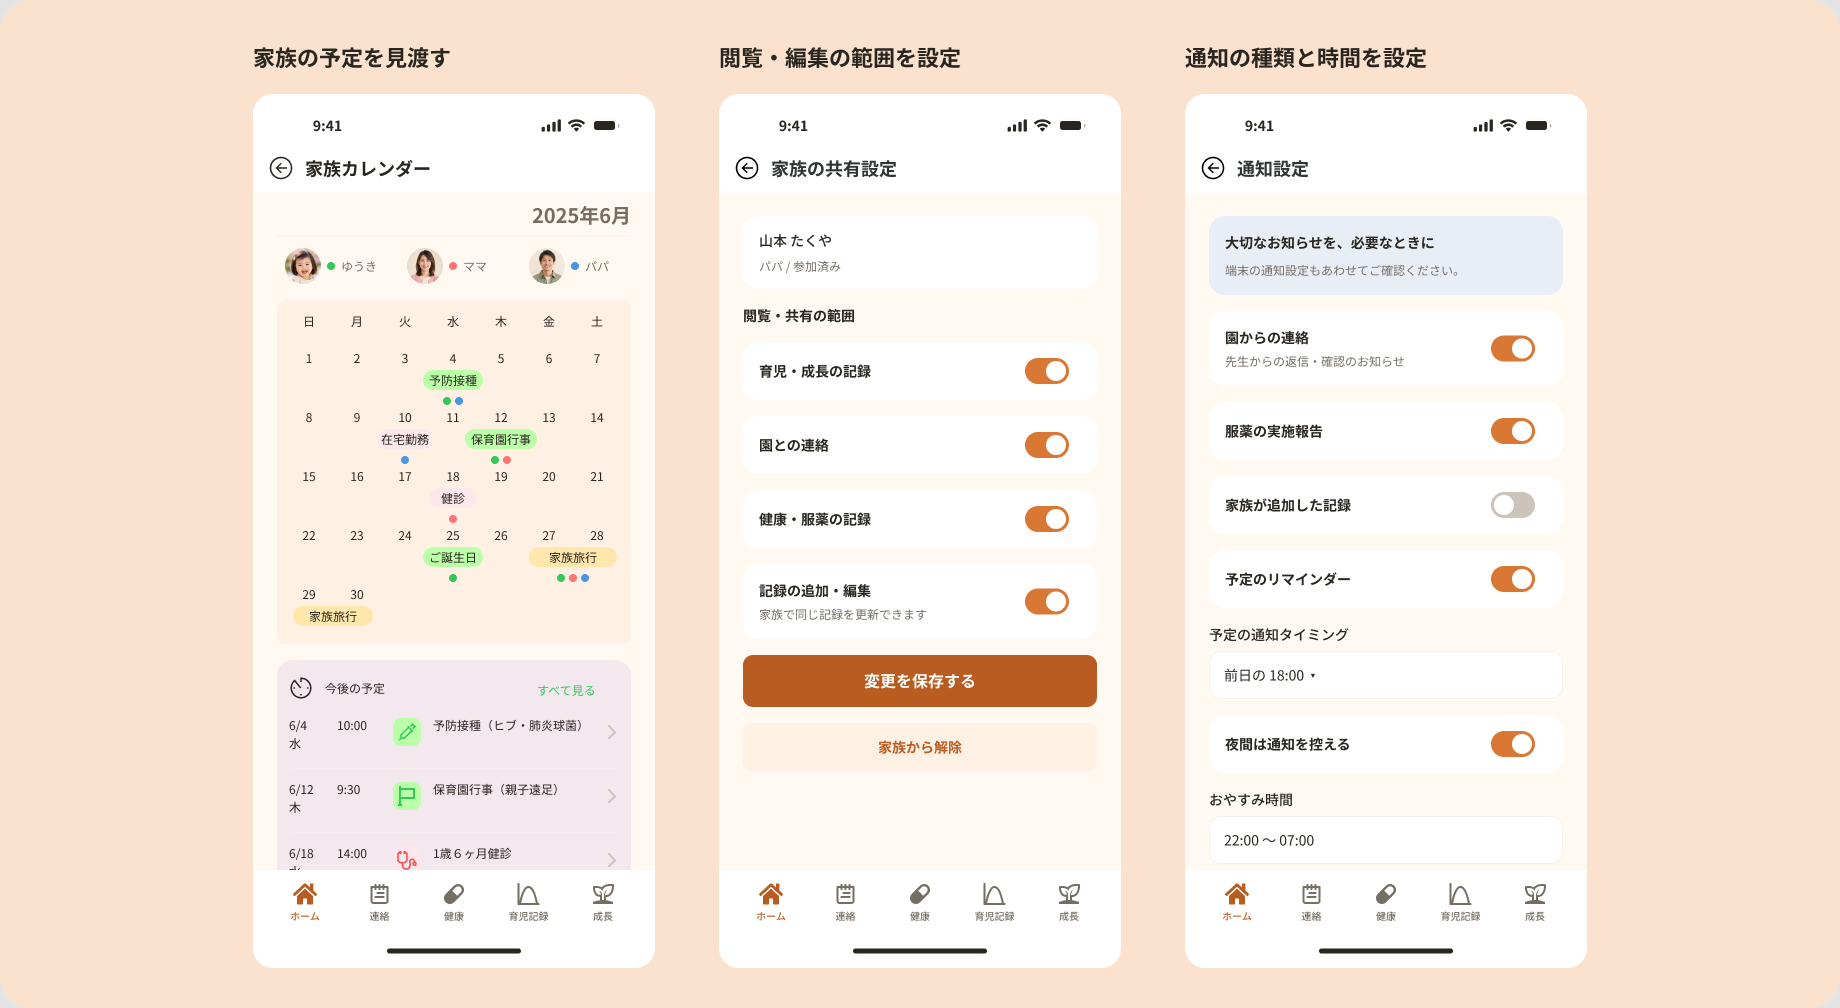 家族の予定を見渡す
9:41
家族カレンダー
2025年6月
ゆうき
ママ
パパ
日 月 火 水 木 金 土
1 2 3 4 5 6 7
予防接種
8 9 10 11 12 13 14
在宅勤務 保育園行事
15 16 17 18 19 20 21
健診
22 23 24 25 26 27 28
ご誕生日 家族旅行
29 30
家族旅行
今後の予定 すべて見る
6/4 10:00 予防接種（ヒブ・肺炎球菌）
水
6/12 9:30 保育園行事（親子遠足）
木
6/18 14:00 1歳６ヶ月健診
水
ホーム 連絡 健康 育児記録 成長
閲覧・編集の範囲を設定
9:41
家族の共有設定
山本 たくや
パパ / 参加済み
閲覧・共有の範囲
育児・成長の記録
園との連絡
健康・服薬の記録
記録の追加・編集
家族で同じ記録を更新できます
変更を保存する
家族から解除
ホーム 連絡 健康 育児記録 成長
通知の種類と時間を設定
9:41
通知設定
大切なお知らせを、必要なときに
端末の通知設定もあわせてご確認ください。
園からの連絡
先生からの返信・確認のお知らせ
服薬の実施報告
家族が追加した記録
予定のリマインダー
予定の通知タイミング
前日の 18:00 ▾
夜間は通知を控える
おやすみ時間
22:00 〜 07:00
ホーム 連絡 健康 育児記録 成長